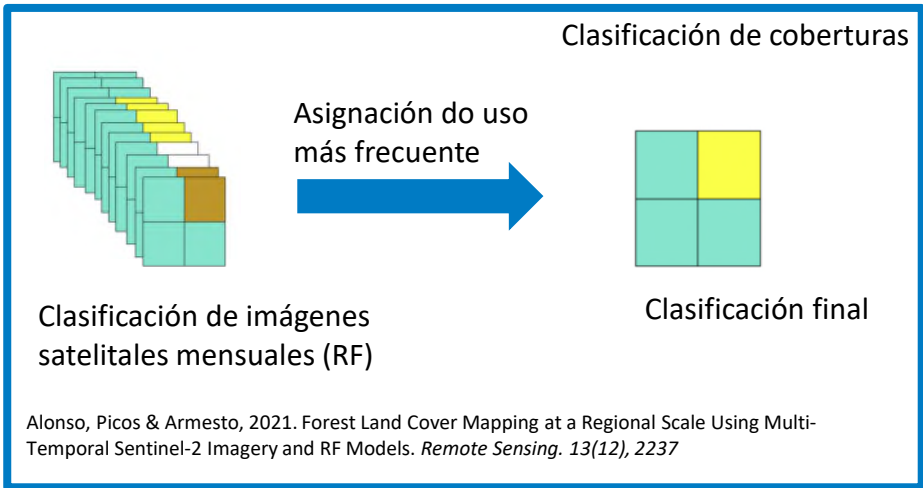 Clasificación de coberturas
Asignación do uso
más frecuente
Clasificación de imágenes
satelitales mensuales (RF)
Clasificación final
Alonso, Picos & Armesto, 2021. Forest Land Cover Mapping at a Regional Scale Using Multi-
Temporal Sentinel-2 Imagery and RF Models. Remote Sensing. 13(12), 2237